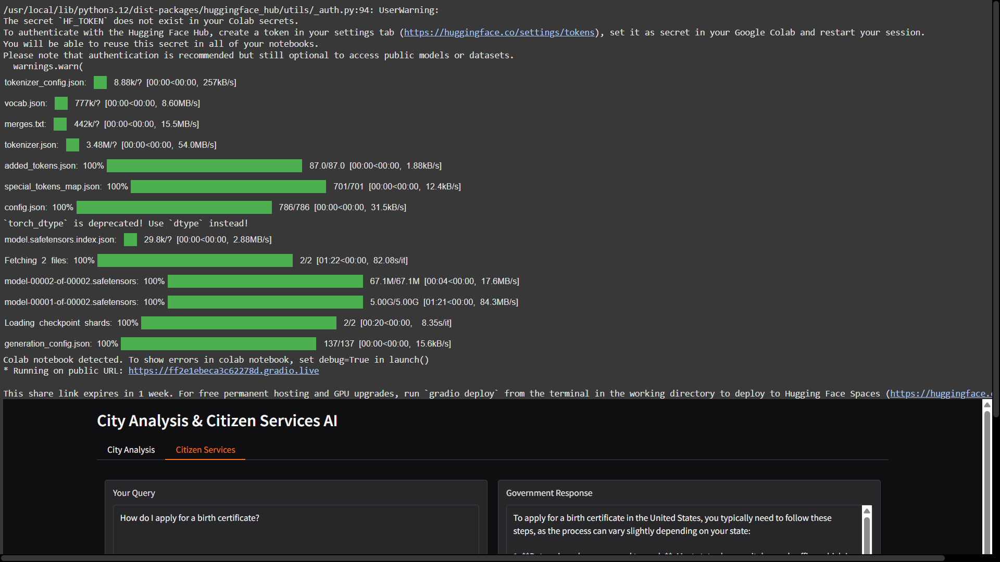 /usr/local/lib/python3.12/dist-packages/huggingface_hub/utils/_auth.py:94: UserWarning:
The secret `HF_TOKEN` does not exist in your Colab secrets.
To authenticate with the Hugging Face Hub, create a token in your settings tab (https://huggingface.co/settings/tokens), set it as secret in your Google Colab and restart your session.
You will be able to reuse this secret in all of your notebooks.
Please note that authentication is recommended but still optional to access public models or datasets.
warnings.warn(
tokenizer_config.json: 8.88k/? [00:00<00:00, 257kB/s]
vocab.json: 777k/? [00:00<00:00, 8.60MB/s]
merges.txt: 442k/? [00:00<00:00, 15.5MB/s]
tokenizer.json: 3.48M/? [00:00<00:00, 54.0MB/s]
added_tokens.json: 100% 87.0/87.0 [00:00<00:00, 1.88kB/s]
special_tokens_map.json: 100% 701/701 [00:00<00:00, 12.4kB/s]
config.json: 100% 786/786 [00:00<00:00, 31.5kB/s]
`torch_dtype` is deprecated! Use `dtype` instead!
model.safetensors.index.json: 29.8k/? [00:00<00:00, 2.88MB/s]
Fetching 2 files: 100% 2/2 [01:22<00:00, 82.08s/it]
model-00002-of-00002.safetensors: 100% 67.1M/67.1M [00:04<00:00, 17.6MB/s]
model-00001-of-00002.safetensors: 100% 5.00G/5.00G [01:21<00:00, 84.3MB/s]
Loading checkpoint shards: 100% 2/2 [00:20<00:00, 8.35s/it]
generation_config.json: 100% 137/137 [00:00<00:00, 15.6kB/s]
Colab notebook detected. To show errors in colab notebook, set debug=True in launch()
* Running on public URL: https://ff2e1ebeca3c62278d.gradio.live
This share link expires in 1 week. For free permanent hosting and GPU upgrades, run `gradio deploy` from the terminal in the working directory to deploy to Hugging Face Spaces (https://huggingface.
City Analysis & Citizen Services AI
City Analysis
Citizen Services
Your Query
How do I apply for a birth certificate?
Government Response
To apply for a birth certificate in the United States, you typically need to follow these
steps, as the process can vary slightly depending on your state: